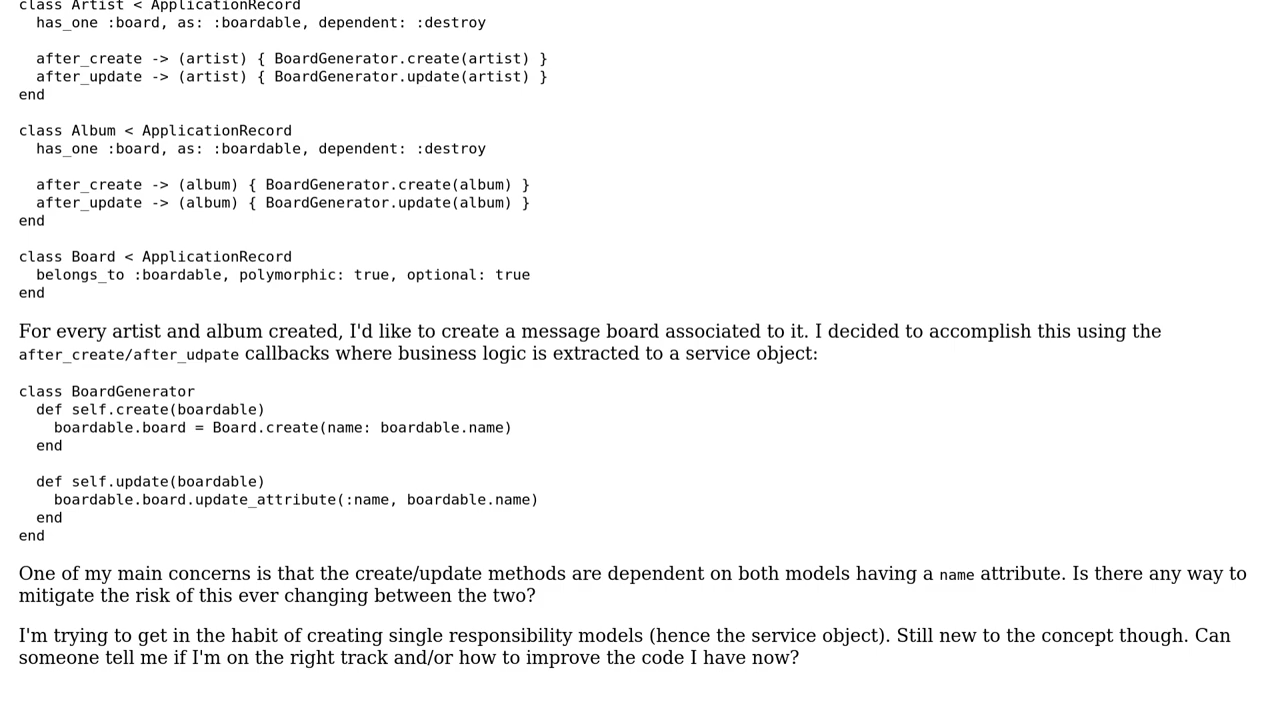 class Artist < ApplicationRecord
  has_one :board, as: :boardable, dependent: :destroy

  after_create -> (artist) { BoardGenerator.create(artist) }
  after_update -> (artist) { BoardGenerator.update(artist) }
end

class Album < ApplicationRecord
  has_one :board, as: :boardable, dependent: :destroy

  after_create -> (album) { BoardGenerator.create(album) }
  after_update -> (album) { BoardGenerator.update(album) }
end

class Board < ApplicationRecord
  belongs_to :boardable, polymorphic: true, optional: true
end

For every artist and album created, I'd like to create a message board associated to it. I decided to accomplish this using the
after_create/after_udpate callbacks where business logic is extracted to a service object:

class BoardGenerator
  def self.create(boardable)
    boardable.board = Board.create(name: boardable.name)
  end

  def self.update(boardable)
    boardable.board.update_attribute(:name, boardable.name)
  end
end

One of my main concerns is that the create/update methods are dependent on both models having a name attribute. Is there any way to
mitigate the risk of this ever changing between the two?

I'm trying to get in the habit of creating single responsibility models (hence the service object). Still new to the concept though. Can
someone tell me if I'm on the right track and/or how to improve the code I have now?